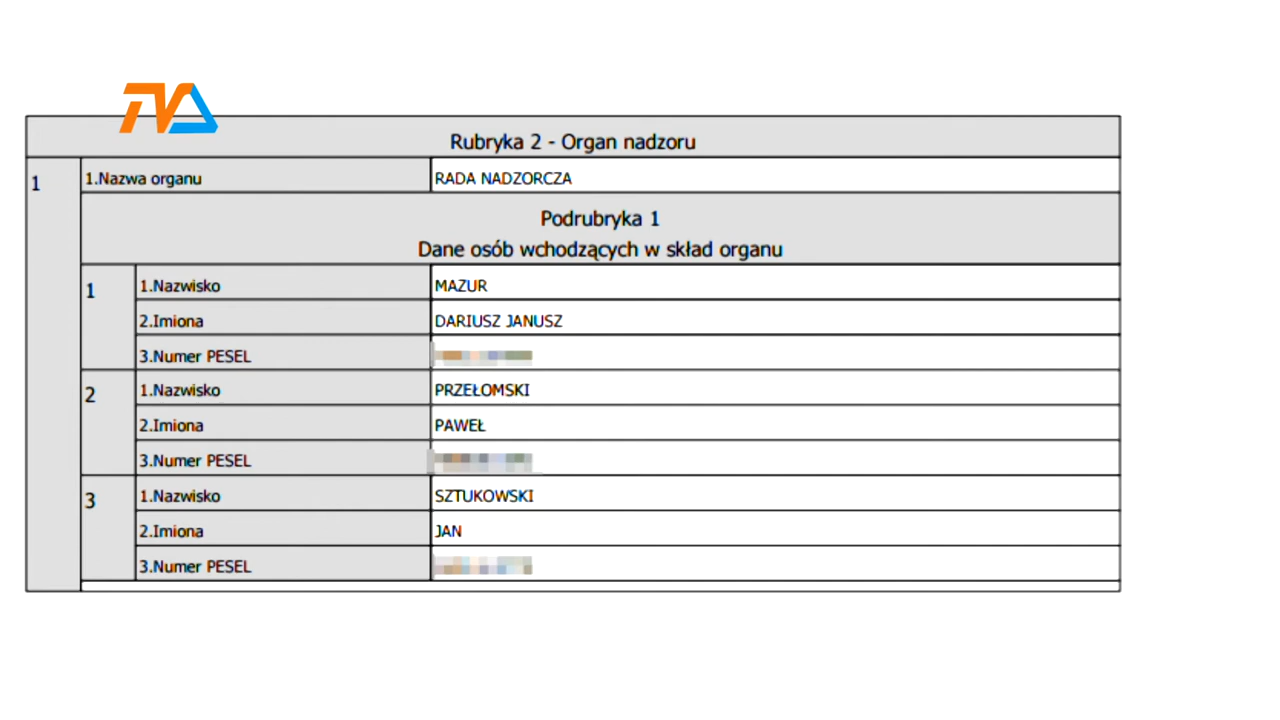 TVA
Rubryka 2 - Organ nadzoru
1 1.Nazwa organu RADA NADZORCZA
Podrubryka 1
Dane osób wchodzących w skład organu
1 1.Nazwisko MAZUR
2.Imiona DARIUSZ JANUSZ
3.Numer PESEL
2 1.Nazwisko PRZEŁOMSKI
2.Imiona PAWEŁ
3.Numer PESEL
3 1.Nazwisko SZTUKOWSKI
2.Imiona JAN
3.Numer PESEL